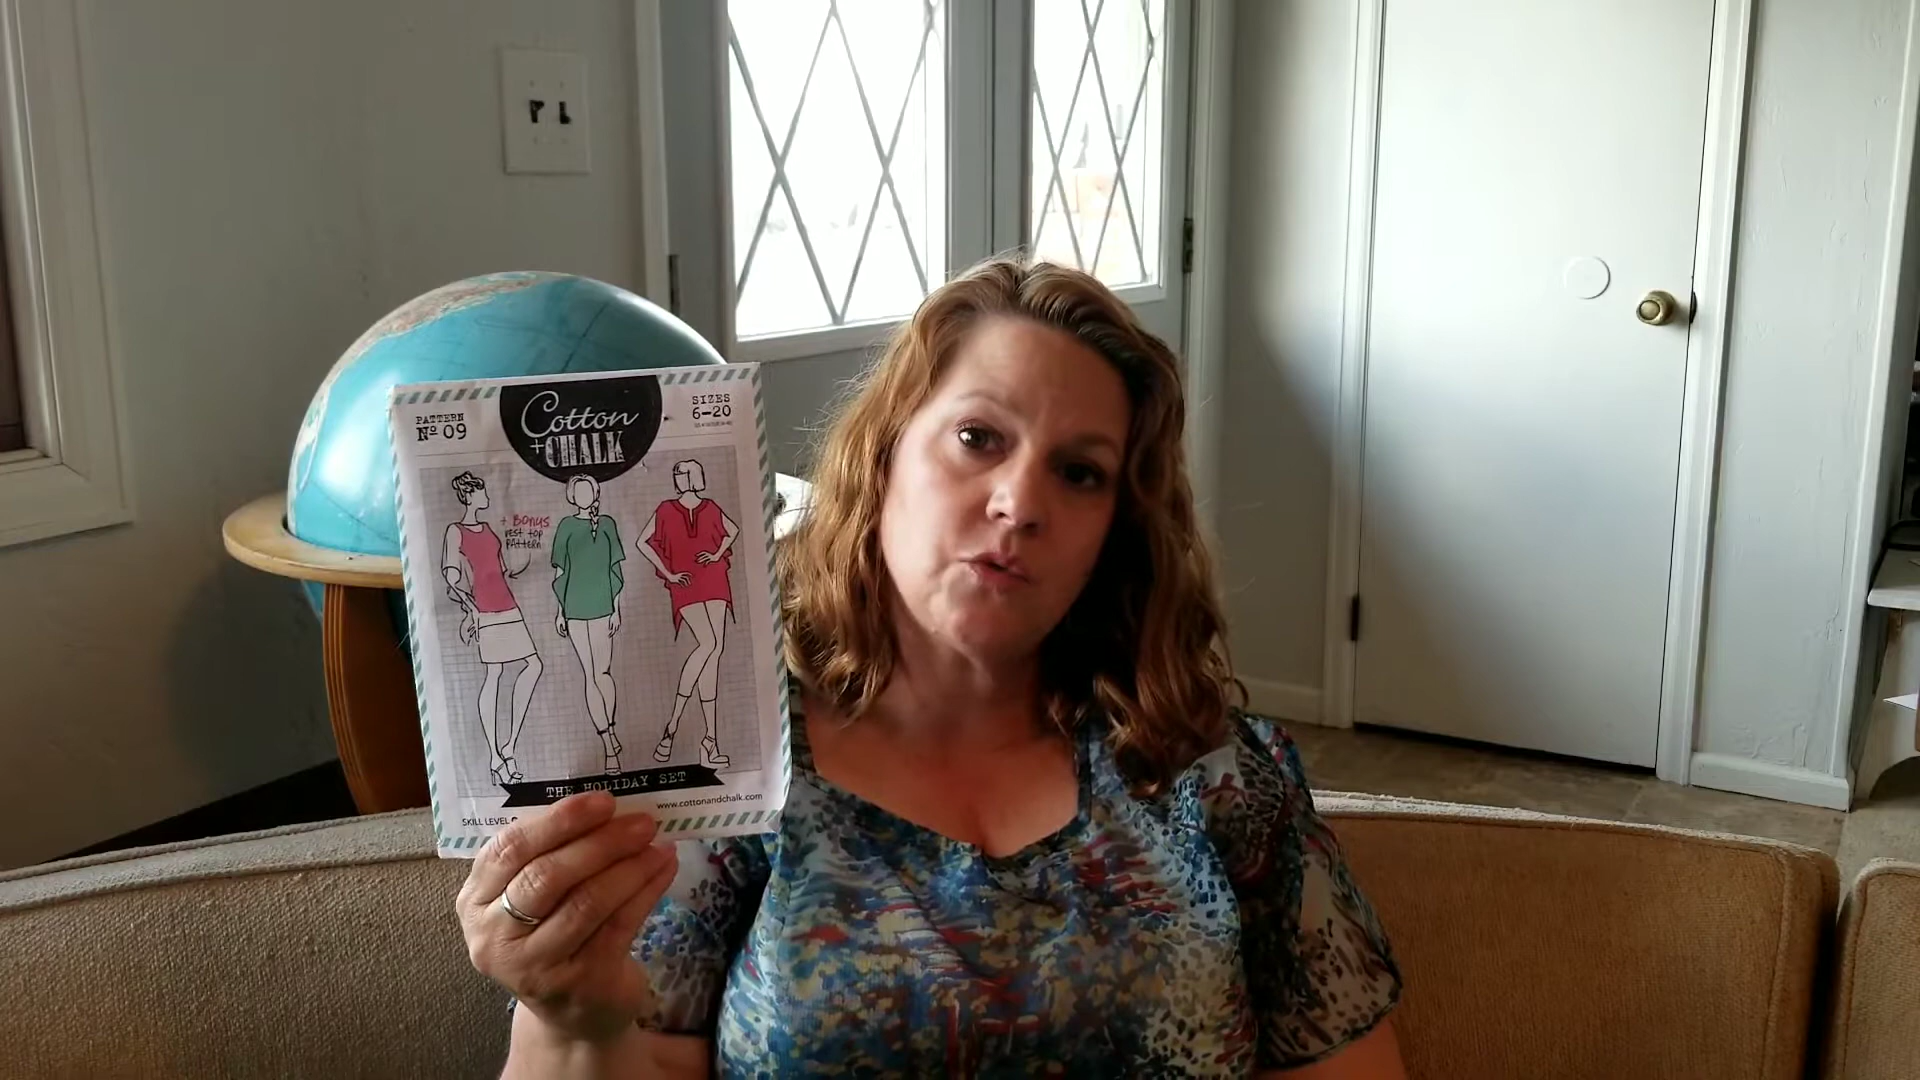 PATTERN
Nº 09
Cotton
+CHALK
SIZES
6-20
+ BONUS
VEST TOP
PATTERN
THE HOLIDAY SET
www.cottonandchalk.com
SKILL LEVEL